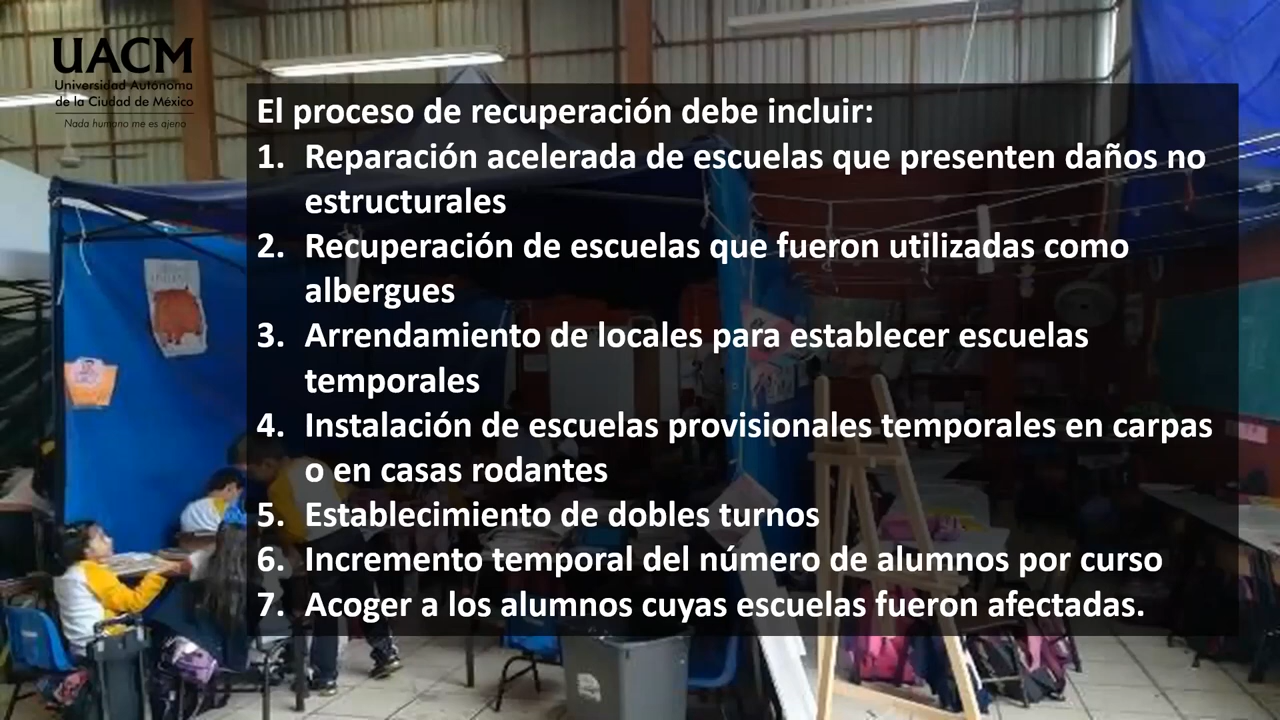 UACM
Universidad Autónoma
de la Ciudad de México
Nada humano me es ajeno
El proceso de recuperación debe incluir:
1. Reparación acelerada de escuelas que presenten daños no
estructurales
2. Recuperación de escuelas que fueron utilizadas como
albergues
3. Arrendamiento de locales para establecer escuelas
temporales
4. Instalación de escuelas provisionales temporales en carpas
o en casas rodantes
5. Establecimiento de dobles turnos
6. Incremento temporal del número de alumnos por curso
7. Acoger a los alumnos cuyas escuelas fueron afectadas.